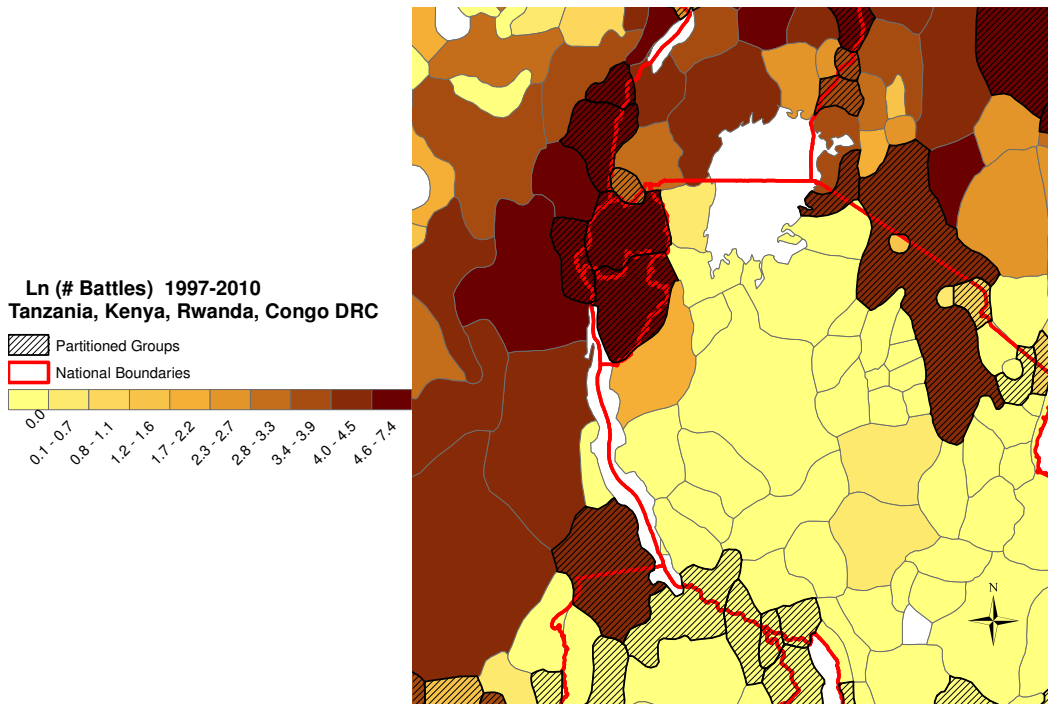 Ln (# Battles)  1997-2010
Tanzania, Kenya, Rwanda, Congo DRC
Partitioned Groups
National Boundaries
0.0
0.1 - 0.7
0.8 - 1.1
1.2 - 1.6
1.7 - 2.2
2.3 - 2.7
2.8 - 3.3
3.4 - 3.9
4.0 - 4.5
4.6 - 7.4
N